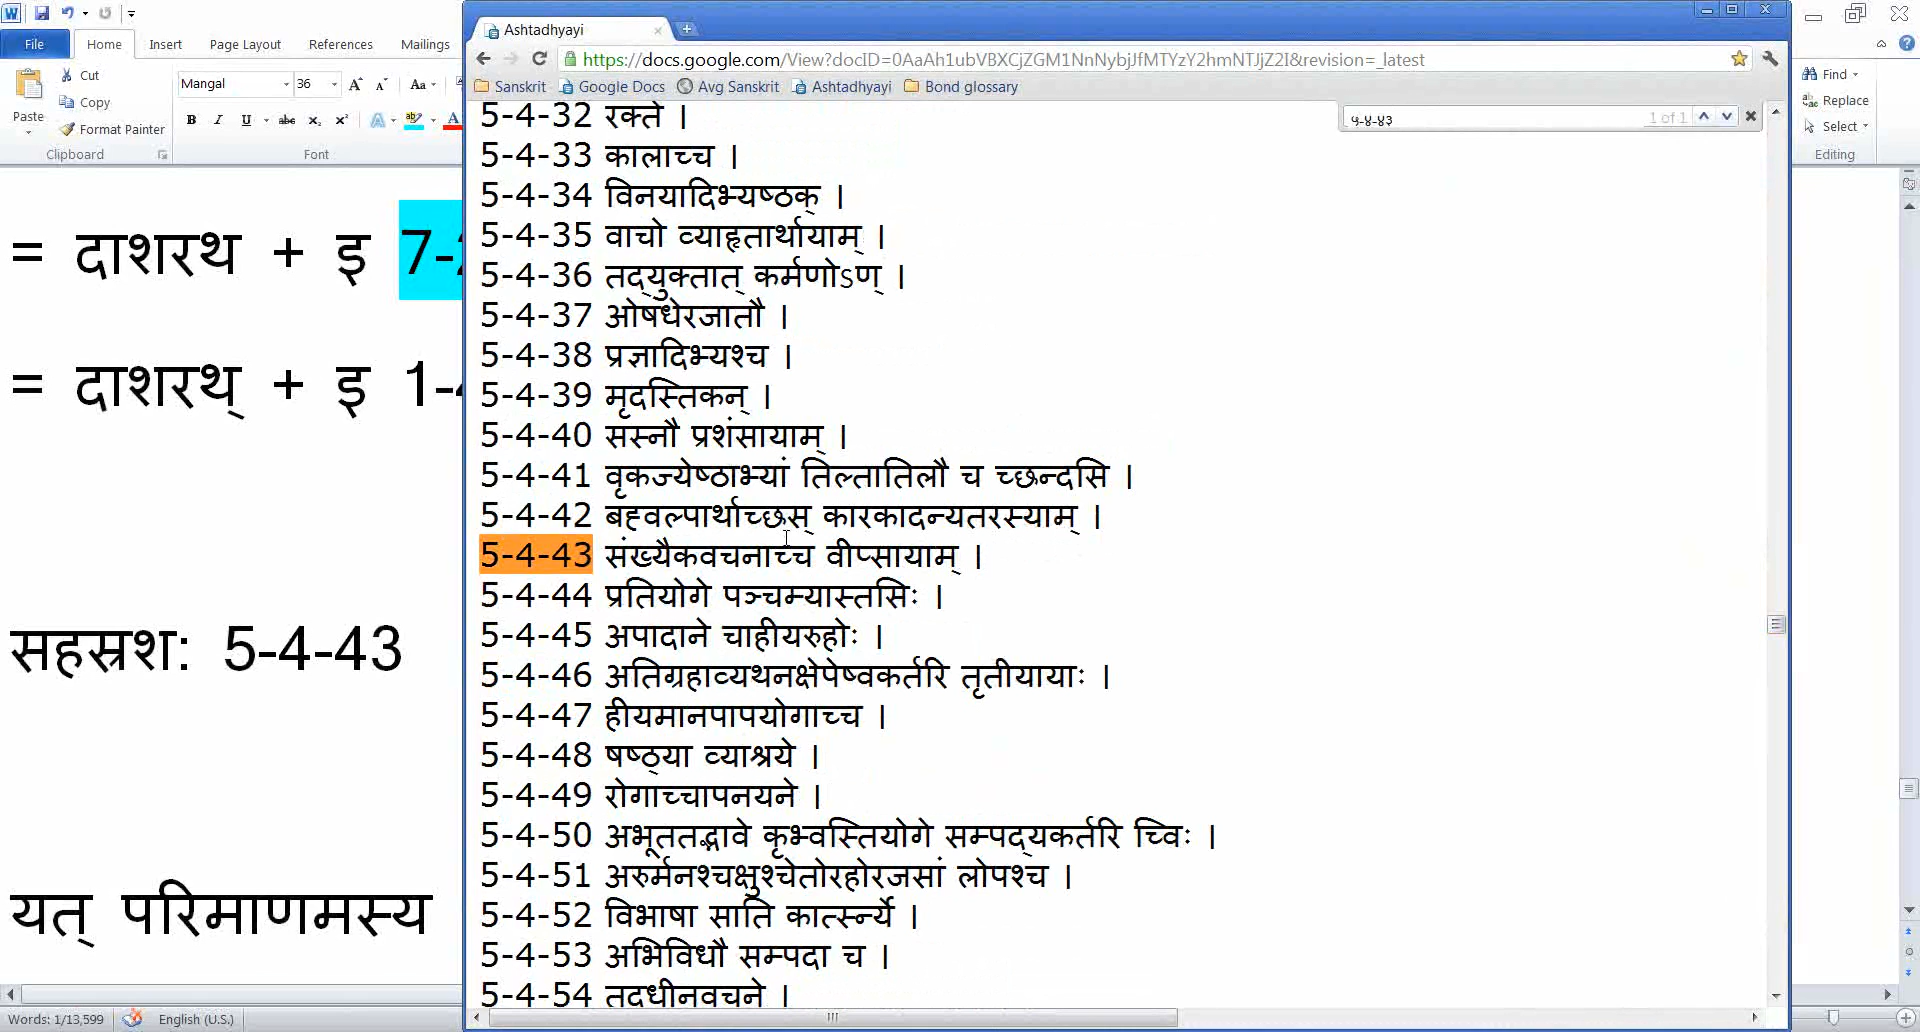 File Home Insert Page Layout References Mailings
Paste
Cut
Copy
Format Painter
Clipboard
Mangal 36
Aa
B I U abc x₂ x² A ab A
Font
= दाशरथ + इ 7-
= दाशरथ् + इ 1-
सहस्रश: 5-4-43
यत् परिमाणमस्य
Words: 1/13,599 English (U.S.)
Ashtadhyayi
https://docs.google.com/View?docID=0AaAh1ubVBXCjZGM1NnNybjJfMTYzY2hmNTJjZ2I&revision=_latest
Sanskrit Google Docs Avg Sanskrit Ashtadhyayi Bond glossary
५-४-४३ 1 of 1
5-4-32 रक्ते ।
5-4-33 कालाच्च ।
5-4-34 विनयादिभ्यष्ठक् ।
5-4-35 वाचो व्याहृतार्थायाम् ।
5-4-36 तद्युक्तात् कर्मणोऽण् ।
5-4-37 ओषधेरजातौ ।
5-4-38 प्रज्ञादिभ्यश्च ।
5-4-39 मृदस्तिकन् ।
5-4-40 सस्नौ प्रशंसायाम् ।
5-4-41 वृकज्येष्ठाभ्यां तिल्तातिलौ च च्छन्दसि ।
5-4-42 बह्वल्पार्थाच्छस् कारकादन्यतरस्याम् ।
5-4-43 संख्यैकवचनाच्च वीप्सायाम् ।
5-4-44 प्रतियोगे पञ्चम्यास्तसिः ।
5-4-45 अपादाने चाहीयरुहोः ।
5-4-46 अतिग्रहाव्यथनक्षेपेष्वकर्तरि तृतीयायाः ।
5-4-47 हीयमानपापयोगाच्च ।
5-4-48 षष्ठ्या व्याश्रये ।
5-4-49 रोगाच्चापनयने ।
5-4-50 अभूततद्भावे कृभ्वस्तियोगे सम्पद्यकर्तरि च्विः ।
5-4-51 अरुर्मनश्चक्षुश्चेतोरहोरजसां लोपश्च ।
5-4-52 विभाषा साति कार्त्स्न्ये ।
5-4-53 अभिविधौ सम्पदा च ।
5-4-54 तदधीनवचने ।
Find
Replace
Select
Editing